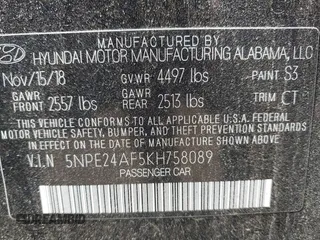 MANUFACTURED BY
HYUNDAI MOTOR MANUFACTURING ALABAMA, LLC
Nov/15/18 GVWR 4497 lbs PAINT S3
GAWR FRONT 2557 lbs GAWR REAR 2513 lbs TRIM CT
THIS VEHICLE CONFORMS TO ALL APPLICABLE U.S. FEDERAL
MOTOR VEHICLE SAFETY, BUMPER, AND THEFT PREVENTION
STANDARDS IN EFFECT ON THE DATE OF MANUFACTURE SHOWN ABOVE.
V.I.N 5NPE24AF5KH758089
PASSENGER CAR